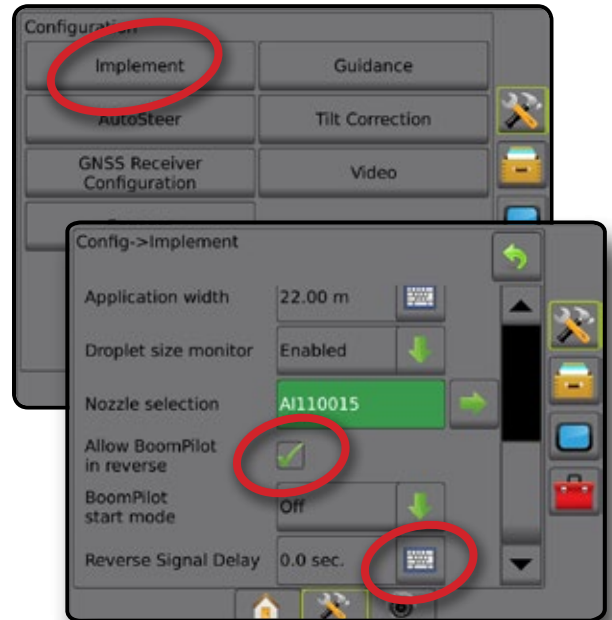 Configuration
Implement
Guidance
AutoSteer
Tilt Correction
GNSS Receiver
Configuration
Video
Config->Implement
Application width
22.00 m
Droplet size monitor
Enabled
Nozzle selection
AI110015
Allow BoomPilot
in reverse
BoomPilot
start mode
Off
Reverse Signal Delay
0.0 sec.